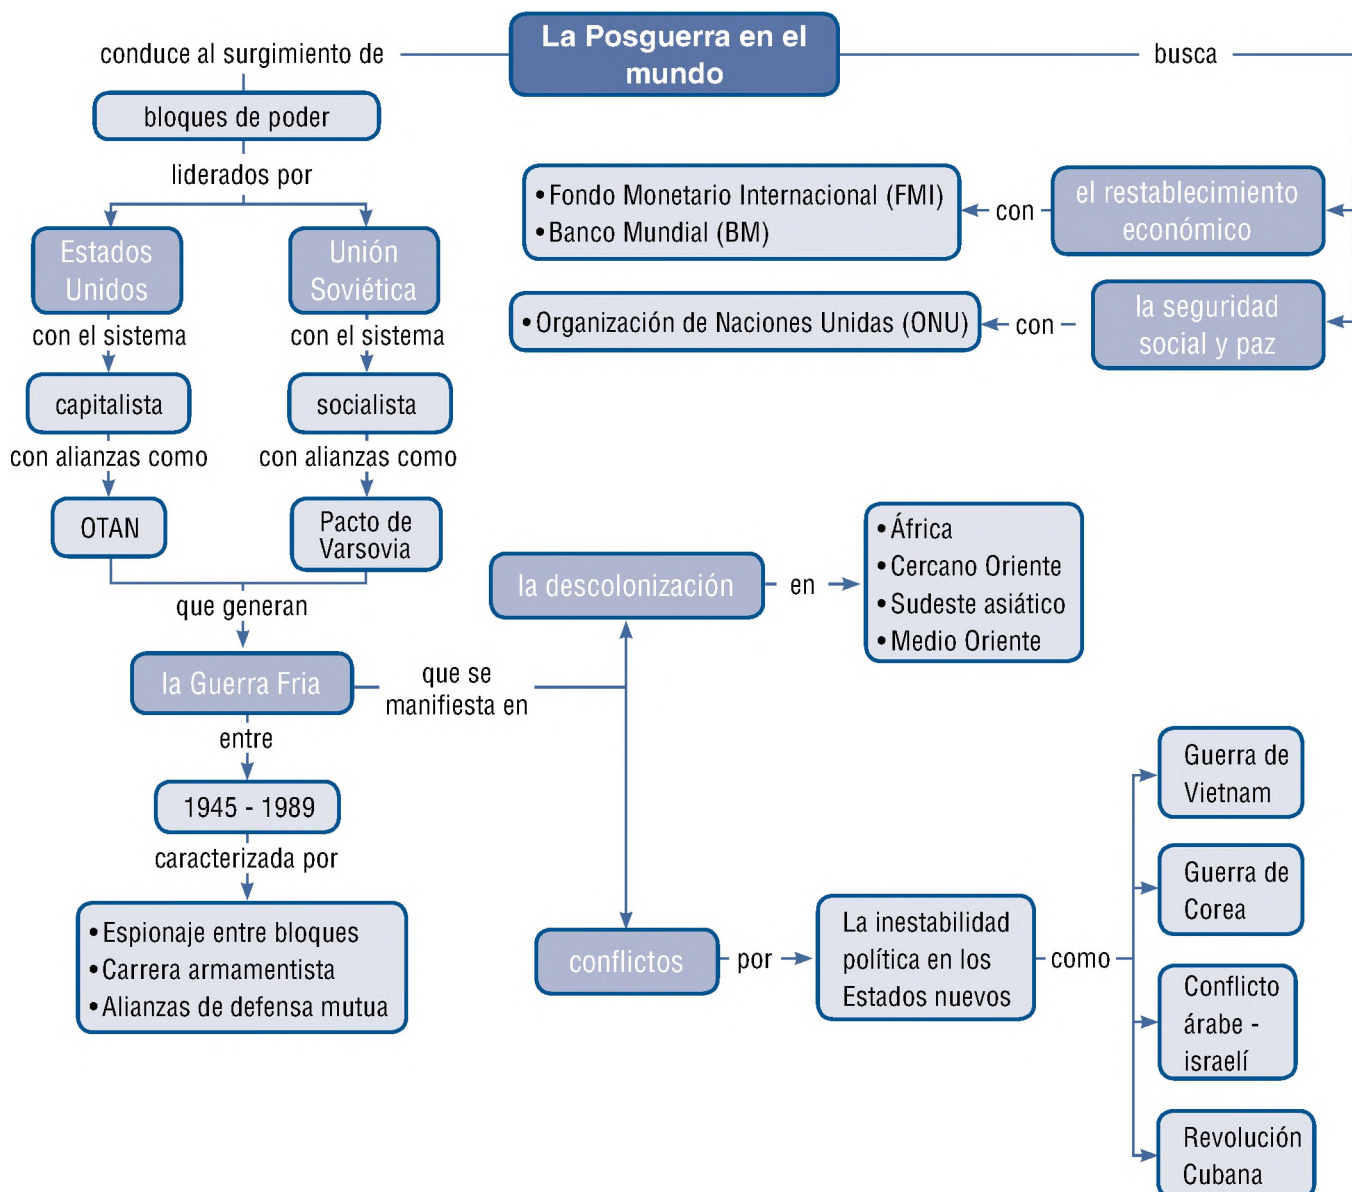 La Posguerra en el
mundo
conduce al surgimiento de
busca
bloques de poder
liderados por
Estados
Unidos
Unión
Soviética
con el sistema
con el sistema
capitalista
socialista
con alianzas como
con alianzas como
OTAN
Pacto de
Varsovia
que generan
la Guerra Fria
entre
1945 - 1989
caracterizada por
• Espionaje entre bloques
• Carrera armamentista
• Alianzas de defensa mutua
el restablecimiento
económico
con
• Fondo Monetario Internacional (FMI)
• Banco Mundial (BM)
la seguridad
social y paz
con
• Organización de Naciones Unidas (ONU)
que se
manifiesta en
la descolonización
en
• África
• Cercano Oriente
• Sudeste asiático
• Medio Oriente
conflictos
por
La inestabilidad
política en los
Estados nuevos
como
Guerra de
Vietnam
Guerra de
Corea
Conflicto
árabe -
israelí
Revolución
Cubana